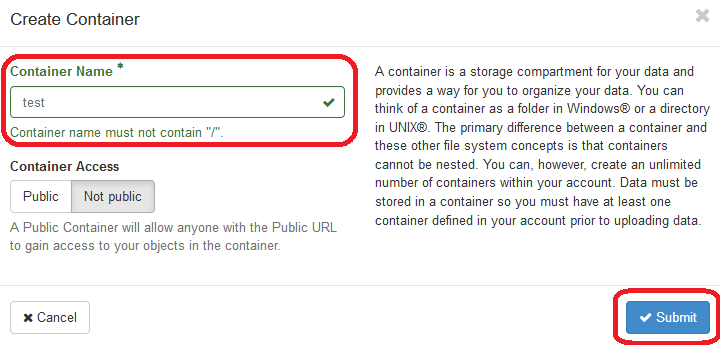 Create Container
Container Name *
test
Container name must not contain "/".
Container Access
Public
Not public
A Public Container will allow anyone with the Public URL
to gain access to your objects in the container.
A container is a storage compartment for your data and
provides a way for you to organize your data. You can
think of a container as a folder in Windows® or a directory
in UNIX®. The primary difference between a container and
these other file system concepts is that containers
cannot be nested. You can, however, create an unlimited
number of containers within your account. Data must be
stored in a container so you must have at least one
container defined in your account prior to uploading data.
Cancel
Submit